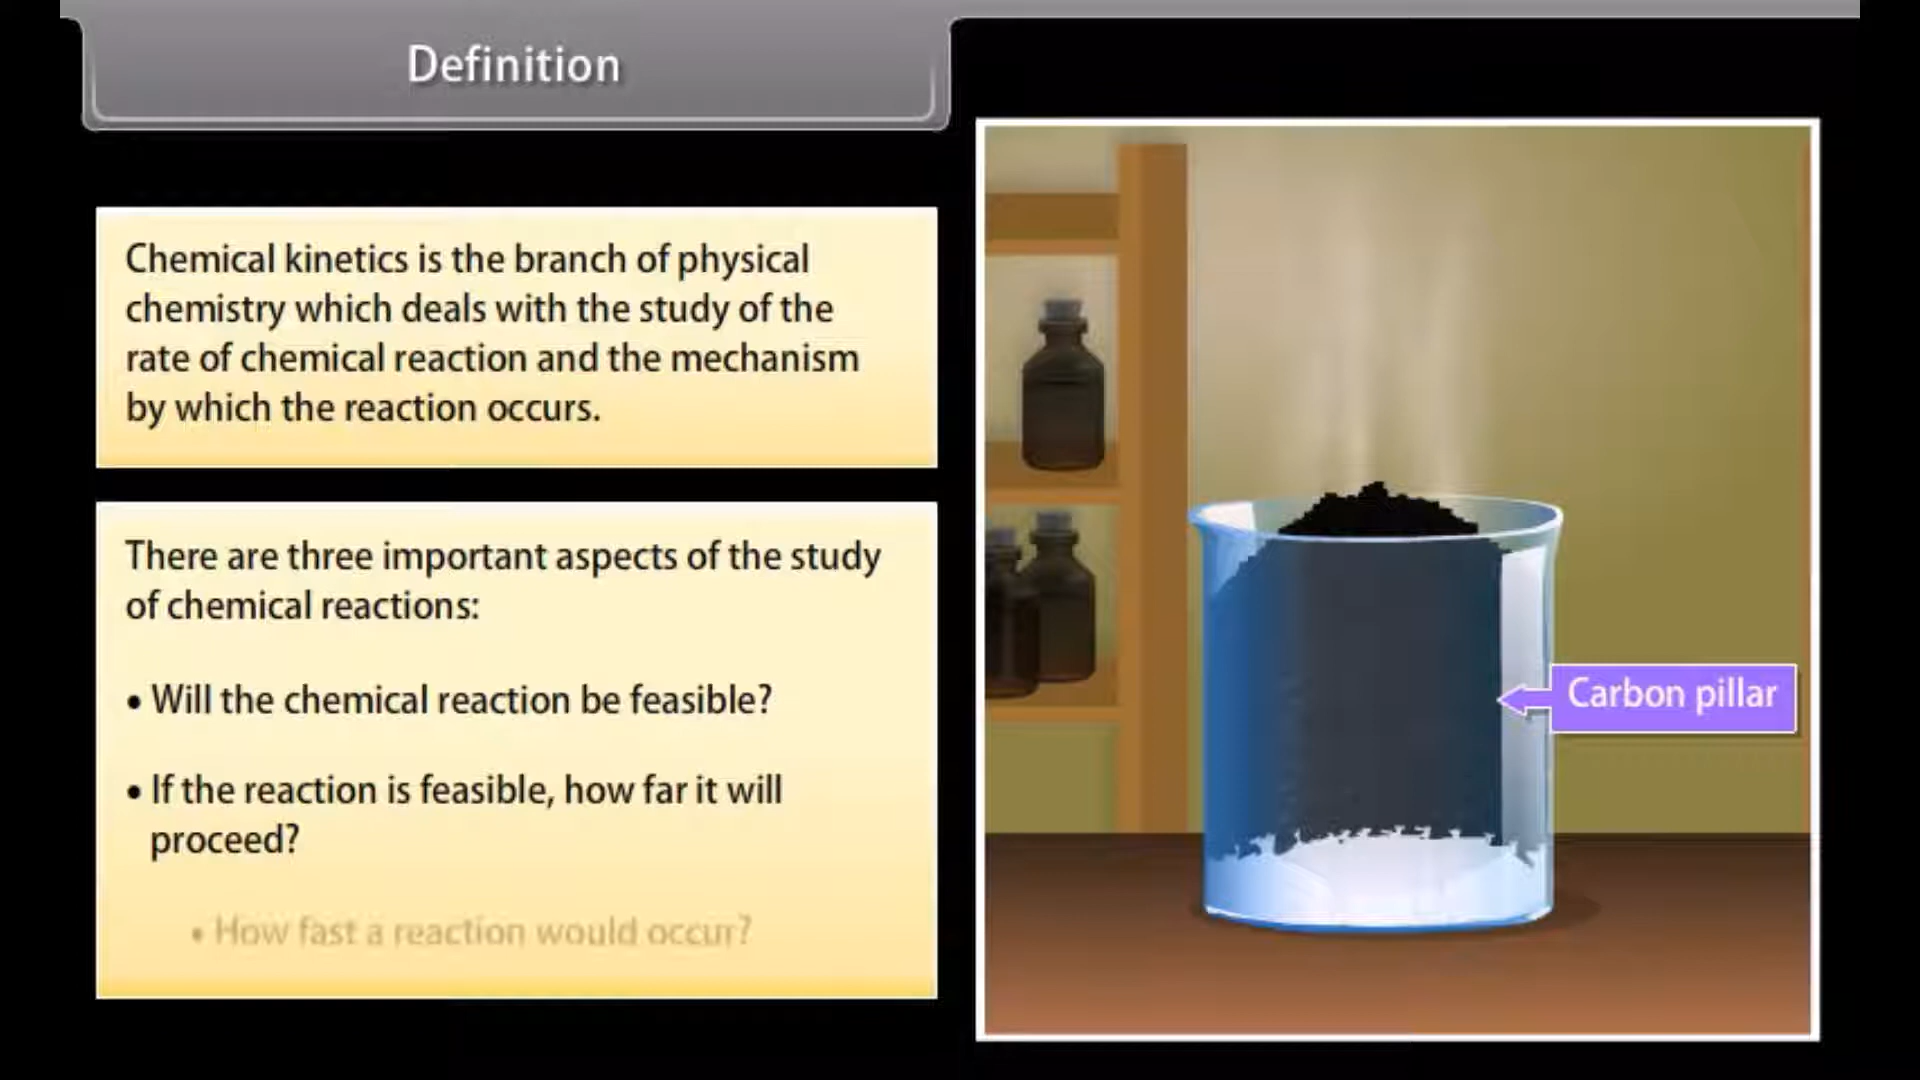 Definition
Chemical kinetics is the branch of physical
chemistry which deals with the study of the
rate of chemical reaction and the mechanism
by which the reaction occurs.
There are three important aspects of the study
of chemical reactions:
• Will the chemical reaction be feasible?
• If the reaction is feasible, how far it will
proceed?
• How fast a reaction would occur?
Carbon pillar